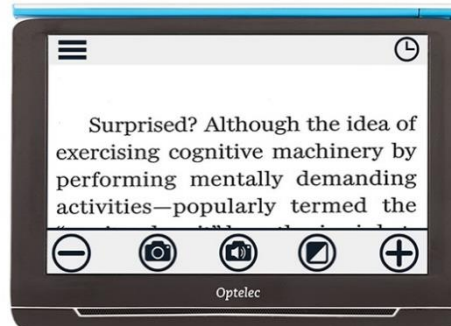 Surprised? Although the idea of
exercising cognitive machinery by
performing mentally demanding
activities—popularly termed the
Optelec